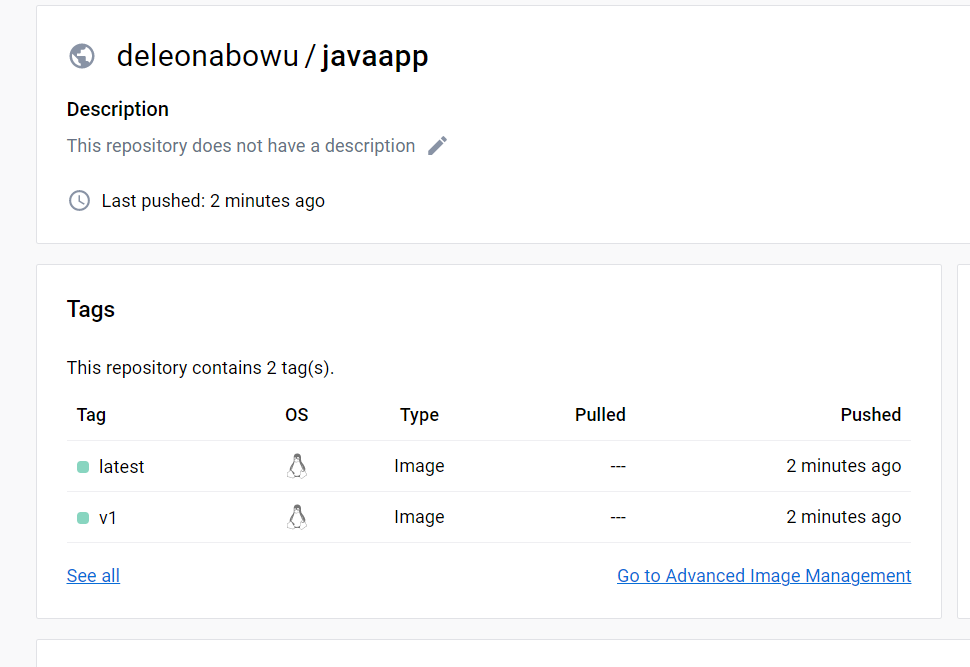 deleonabowu / javaapp
Description
This repository does not have a description
Last pushed: 2 minutes ago
Tags
This repository contains 2 tag(s).
Tag OS Type Pulled Pushed
latest Image --- 2 minutes ago
v1 Image --- 2 minutes ago
See all Go to Advanced Image Management